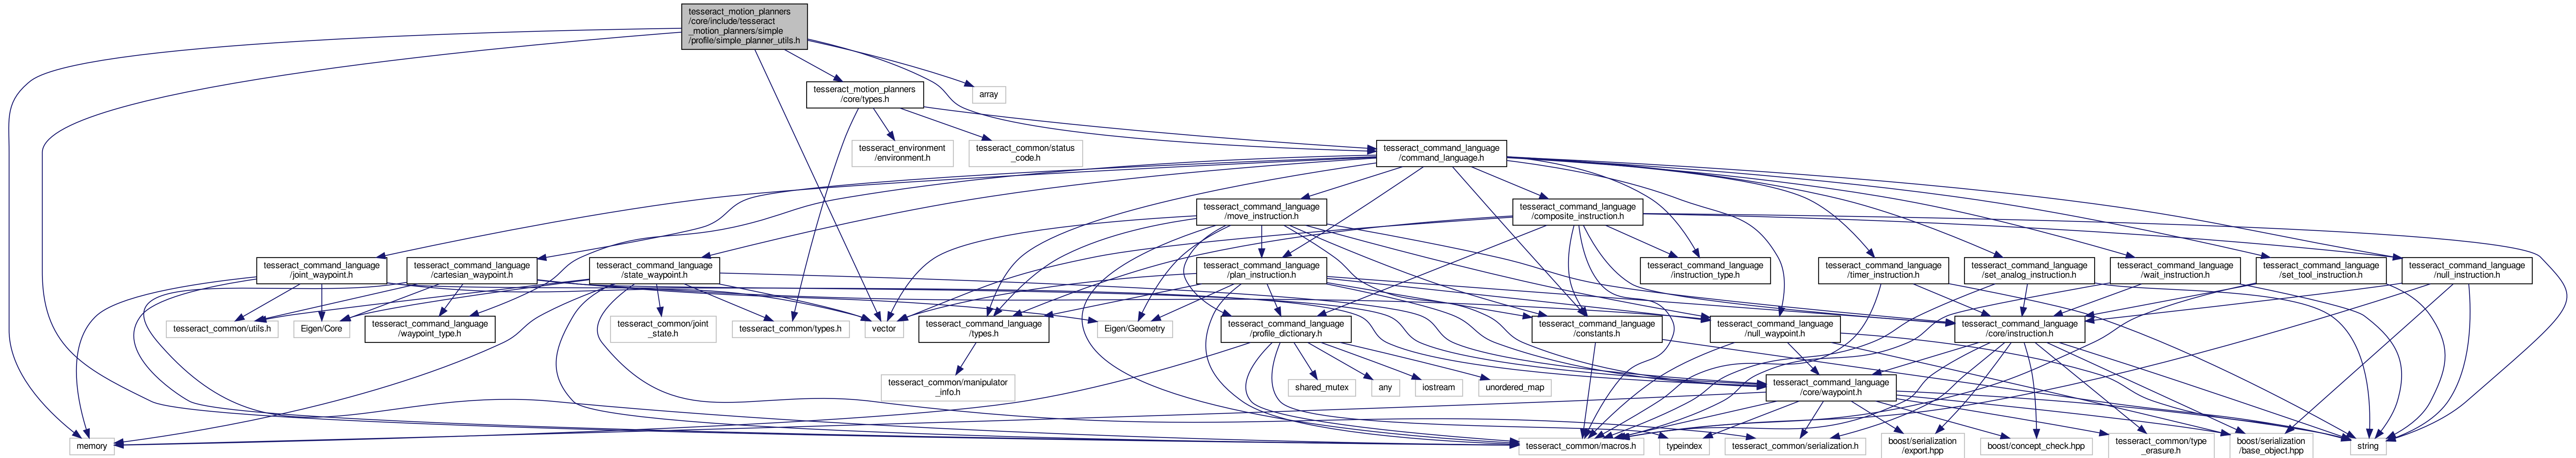 tesseract_motion_planners
/core/include/tesseract
_motion_planners/simple
/profile/simple_planner_utils.h
tesseract_motion_planners
/core/types.h
array
tesseract_environment
/environment.h
tesseract_common/status
_code.h
tesseract_command_language
/command_language.h
tesseract_command_language
/move_instruction.h
tesseract_command_language
/composite_instruction.h
tesseract_command_language
/joint_waypoint.h
tesseract_command_language
/cartesian_waypoint.h
tesseract_command_language
/state_waypoint.h
tesseract_command_language
/plan_instruction.h
tesseract_command_language
/instruction_type.h
tesseract_command_language
/timer_instruction.h
tesseract_command_language
/set_analog_instruction.h
tesseract_command_language
/wait_instruction.h
tesseract_command_language
/set_tool_instruction.h
tesseract_command_language
/null_instruction.h
tesseract_common/utils.h
Eigen/Core
tesseract_command_language
/waypoint_type.h
tesseract_common/joint
_state.h
tesseract_common/types.h
vector
tesseract_command_language
/types.h
Eigen/Geometry
tesseract_command_language
/profile_dictionary.h
tesseract_command_language
/constants.h
tesseract_command_language
/null_waypoint.h
tesseract_command_language
/core/instruction.h
tesseract_common/manipulator
_info.h
shared_mutex
any
iostream
unordered_map
tesseract_command_language
/core/waypoint.h
memory
tesseract_common/macros.h
typeindex
tesseract_common/serialization.h
boost/serialization
/export.hpp
boost/concept_check.hpp
tesseract_common/type
_erasure.h
boost/serialization
/base_object.hpp
string